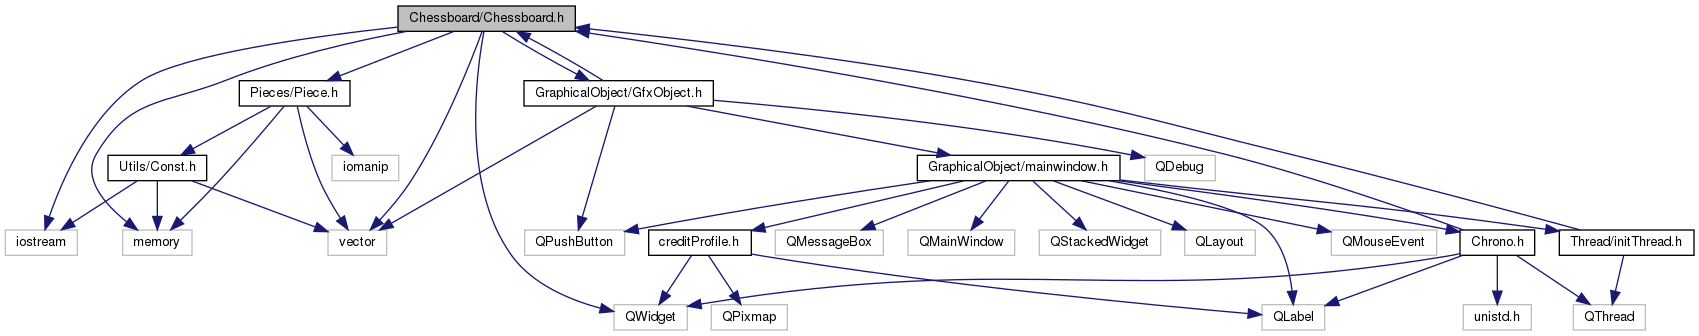 Chessboard/Chessboard.h
Pieces/Piece.h
GraphicalObject/GfxObject.h
Utils/Const.h
iomanip
GraphicalObject/mainwindow.h
QDebug
iostream
memory
vector
QPushButton
creditProfile.h
QMessageBox
QMainWindow
QStackedWidget
QLayout
QMouseEvent
Chrono.h
Thread/initThread.h
QWidget
QPixmap
QLabel
unistd.h
QThread